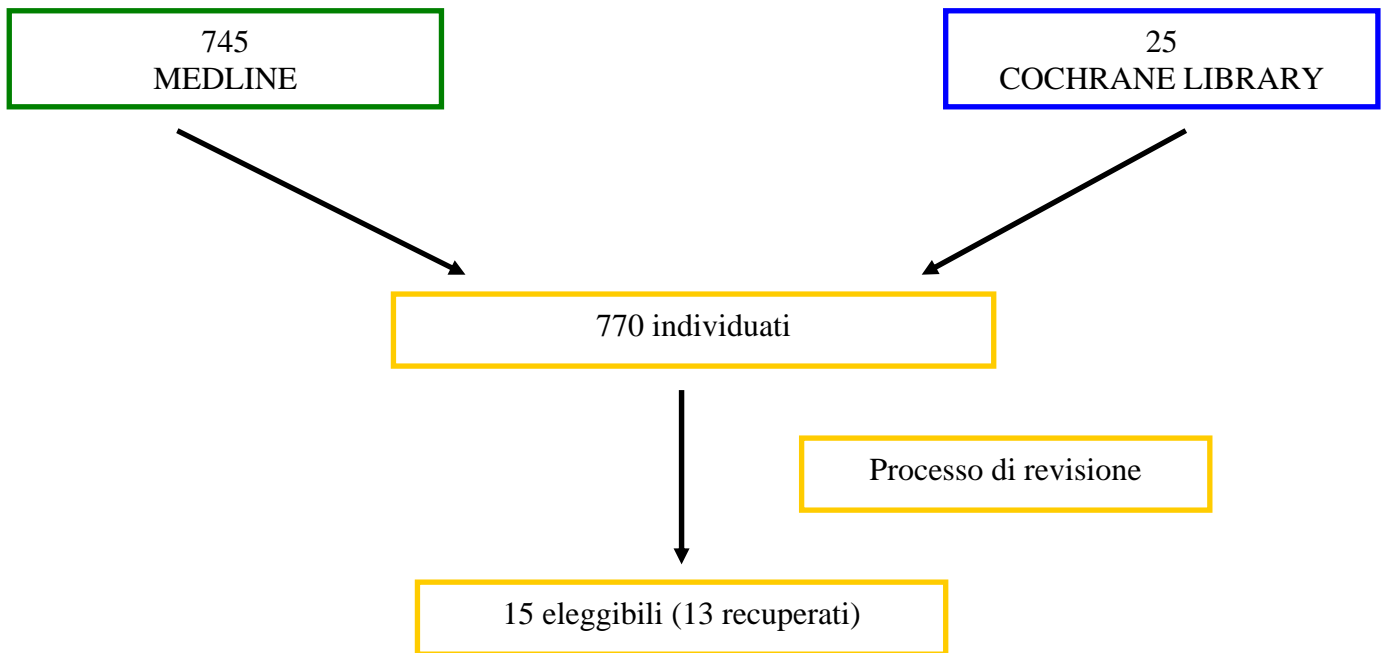 745
MEDLINE
25
COCHRANE LIBRARY
770 individuati
Processo di revisione
15 eleggibili (13 recuperati)